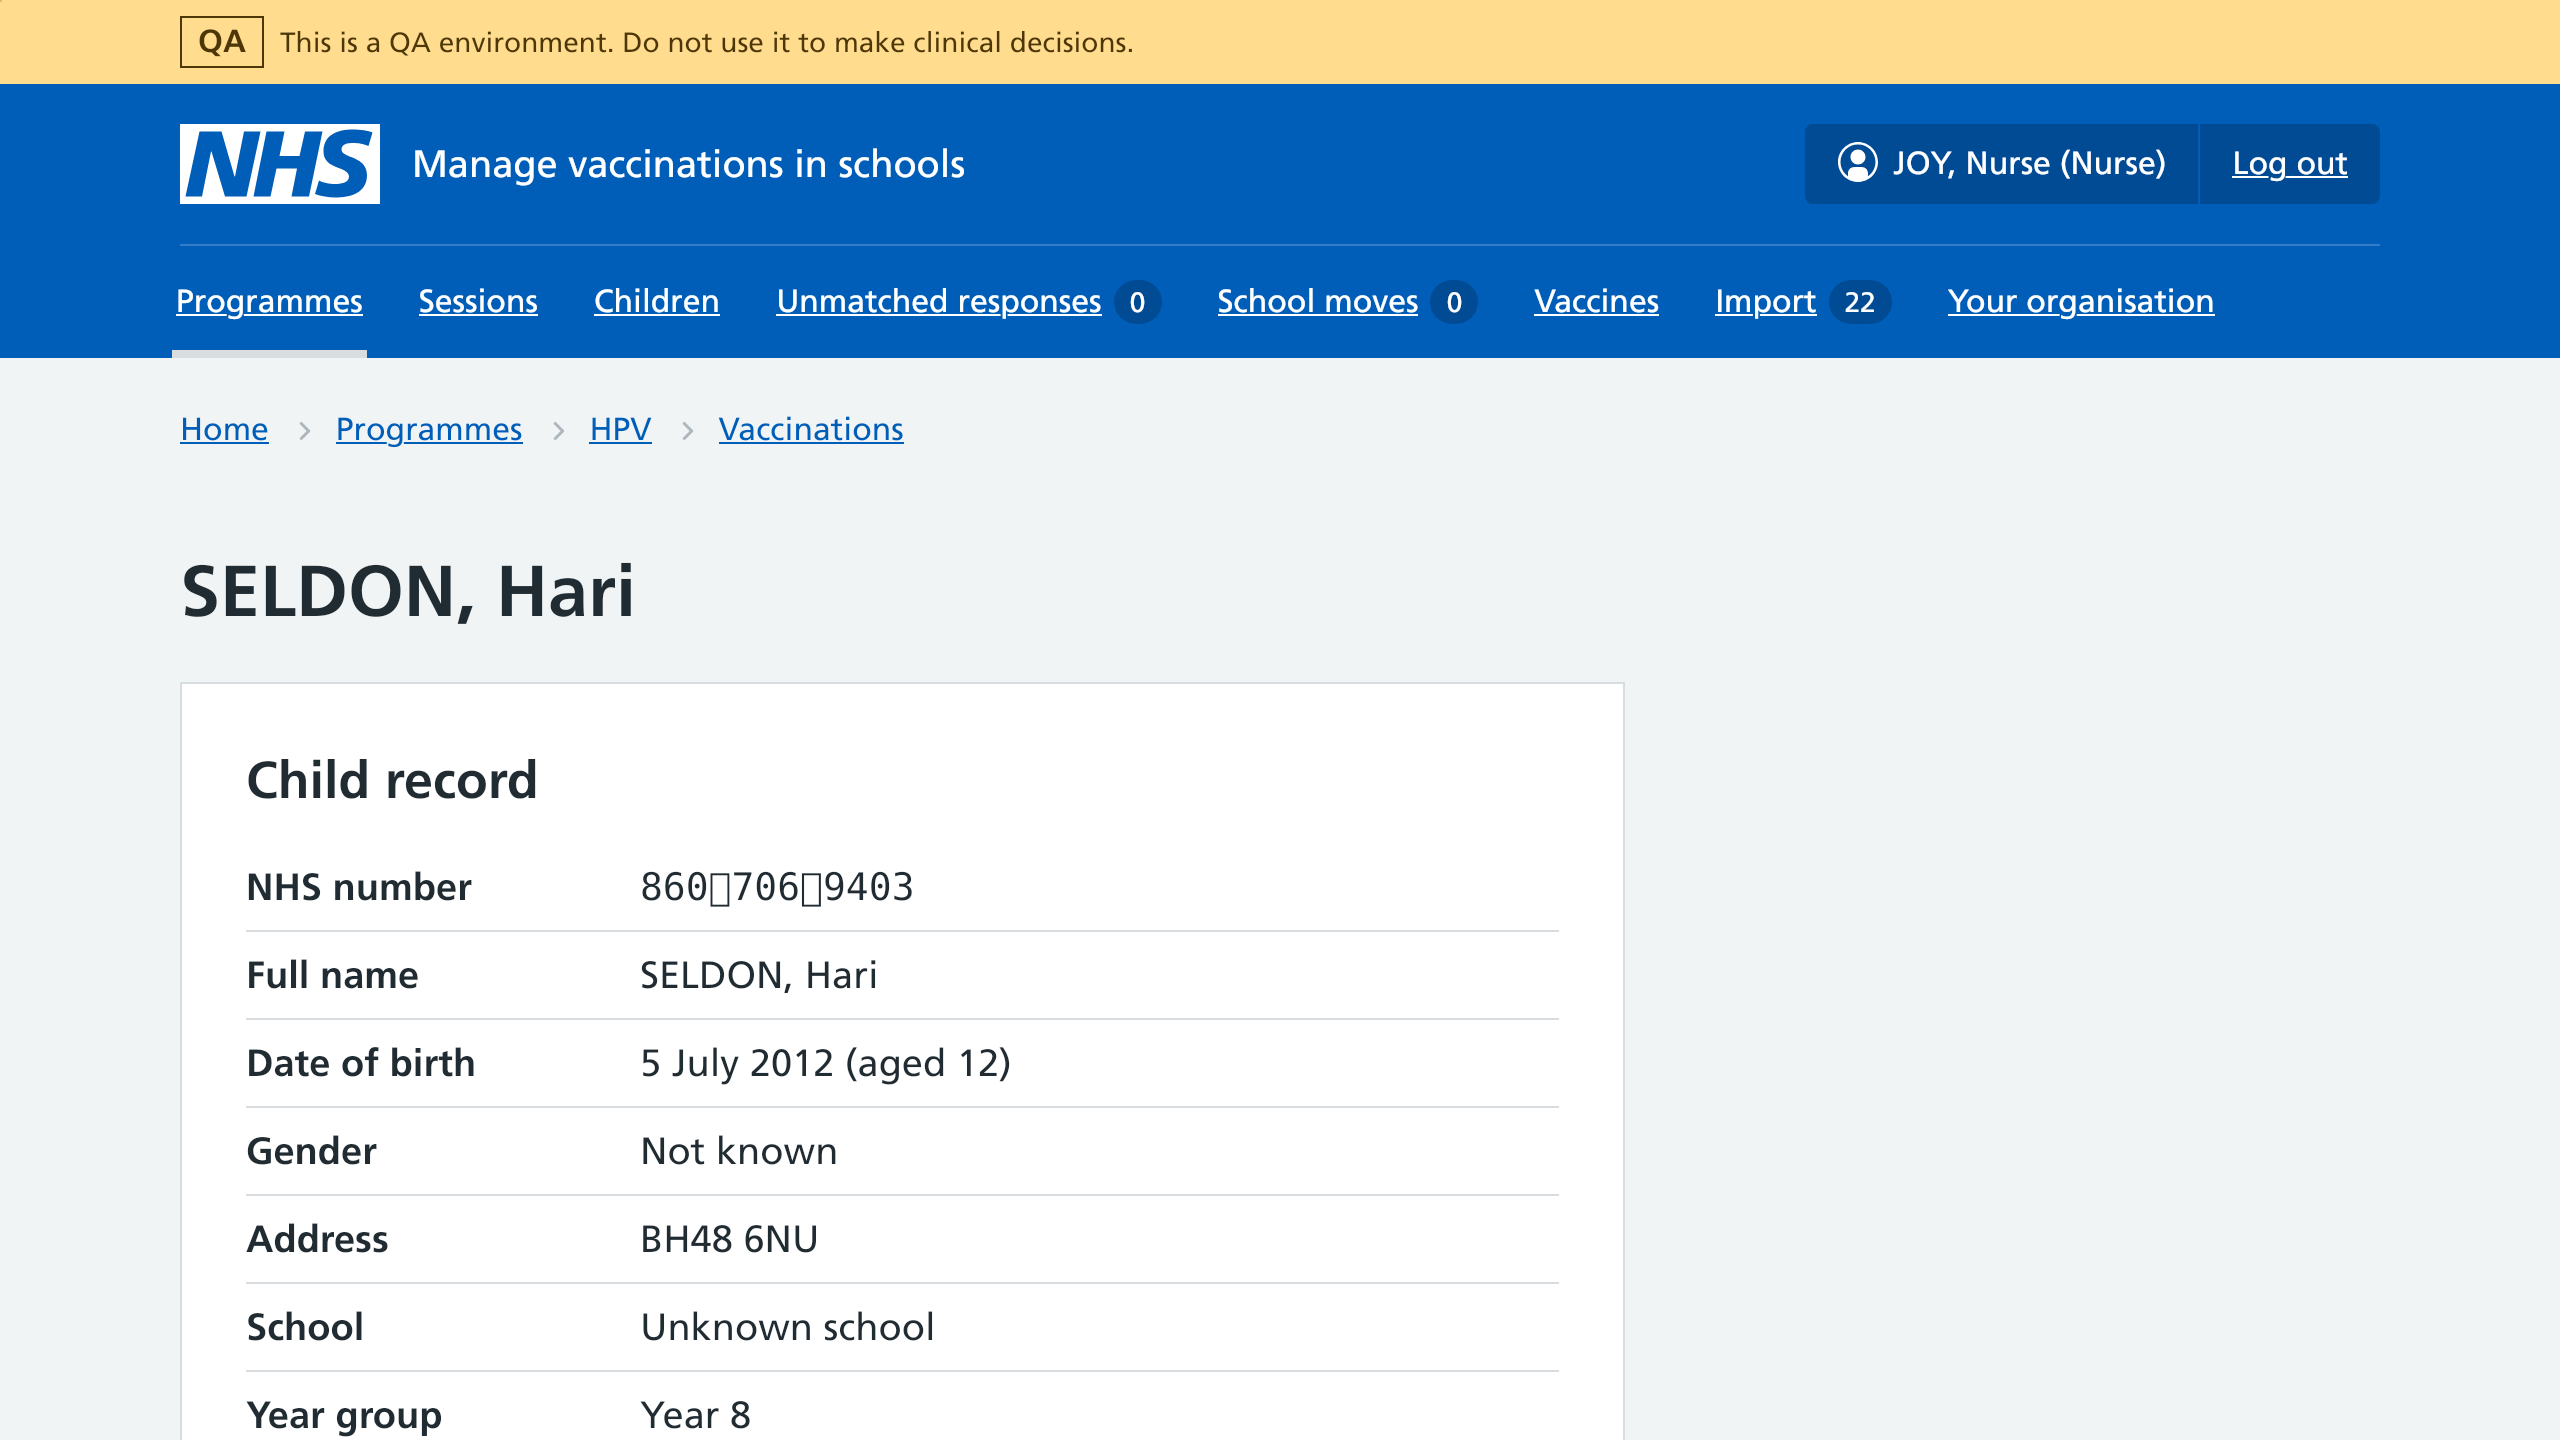 QA This is a QA environment. Do not use it to make clinical decisions.
NHS Manage vaccinations in schools JOY, Nurse (Nurse) Log out
Programmes Sessions Children Unmatched responses 0 School moves 0 Vaccines Import 22 Your organisation
Home > Programmes > HPV > Vaccinations
SELDON, Hari
Child record
NHS number 860▯706▯9403
Full name SELDON, Hari
Date of birth 5 July 2012 (aged 12)
Gender Not known
Address BH48 6NU
School Unknown school
Year group Year 8